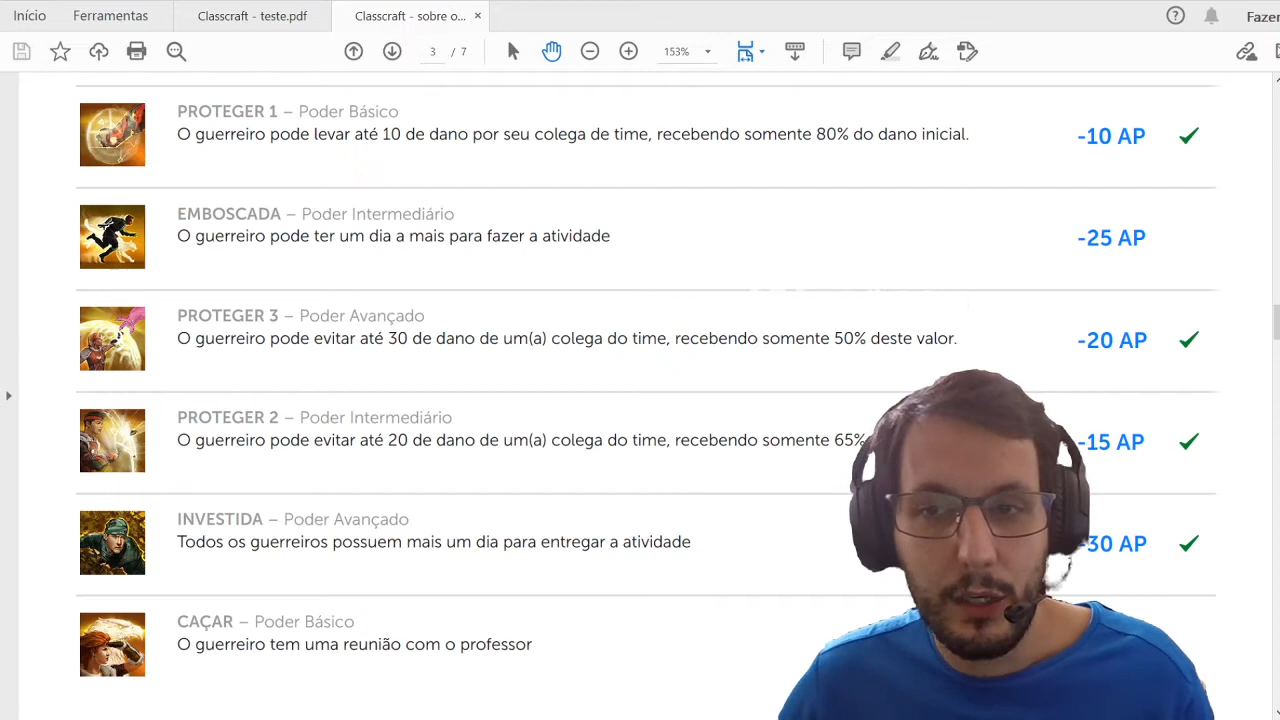 Início Ferramentas Classcraft - teste.pdf Classcraft - sobre o... × ? Fazer
3 / 7 153%
PROTEGER 1 – Poder Básico
O guerreiro pode levar até 10 de dano por seu colega de time, recebendo somente 80% do dano inicial.
-10 AP
EMBOSCADA – Poder Intermediário
O guerreiro pode ter um dia a mais para fazer a atividade
-25 AP
PROTEGER 3 – Poder Avançado
O guerreiro pode evitar até 30 de dano de um(a) colega do time, recebendo somente 50% deste valor.
-20 AP
PROTEGER 2 – Poder Intermediário
O guerreiro pode evitar até 20 de dano de um(a) colega do time, recebendo somente 65%
-15 AP
INVESTIDA – Poder Avançado
Todos os guerreiros possuem mais um dia para entregar a atividade
-30 AP
CAÇAR – Poder Básico
O guerreiro tem uma reunião com o professor